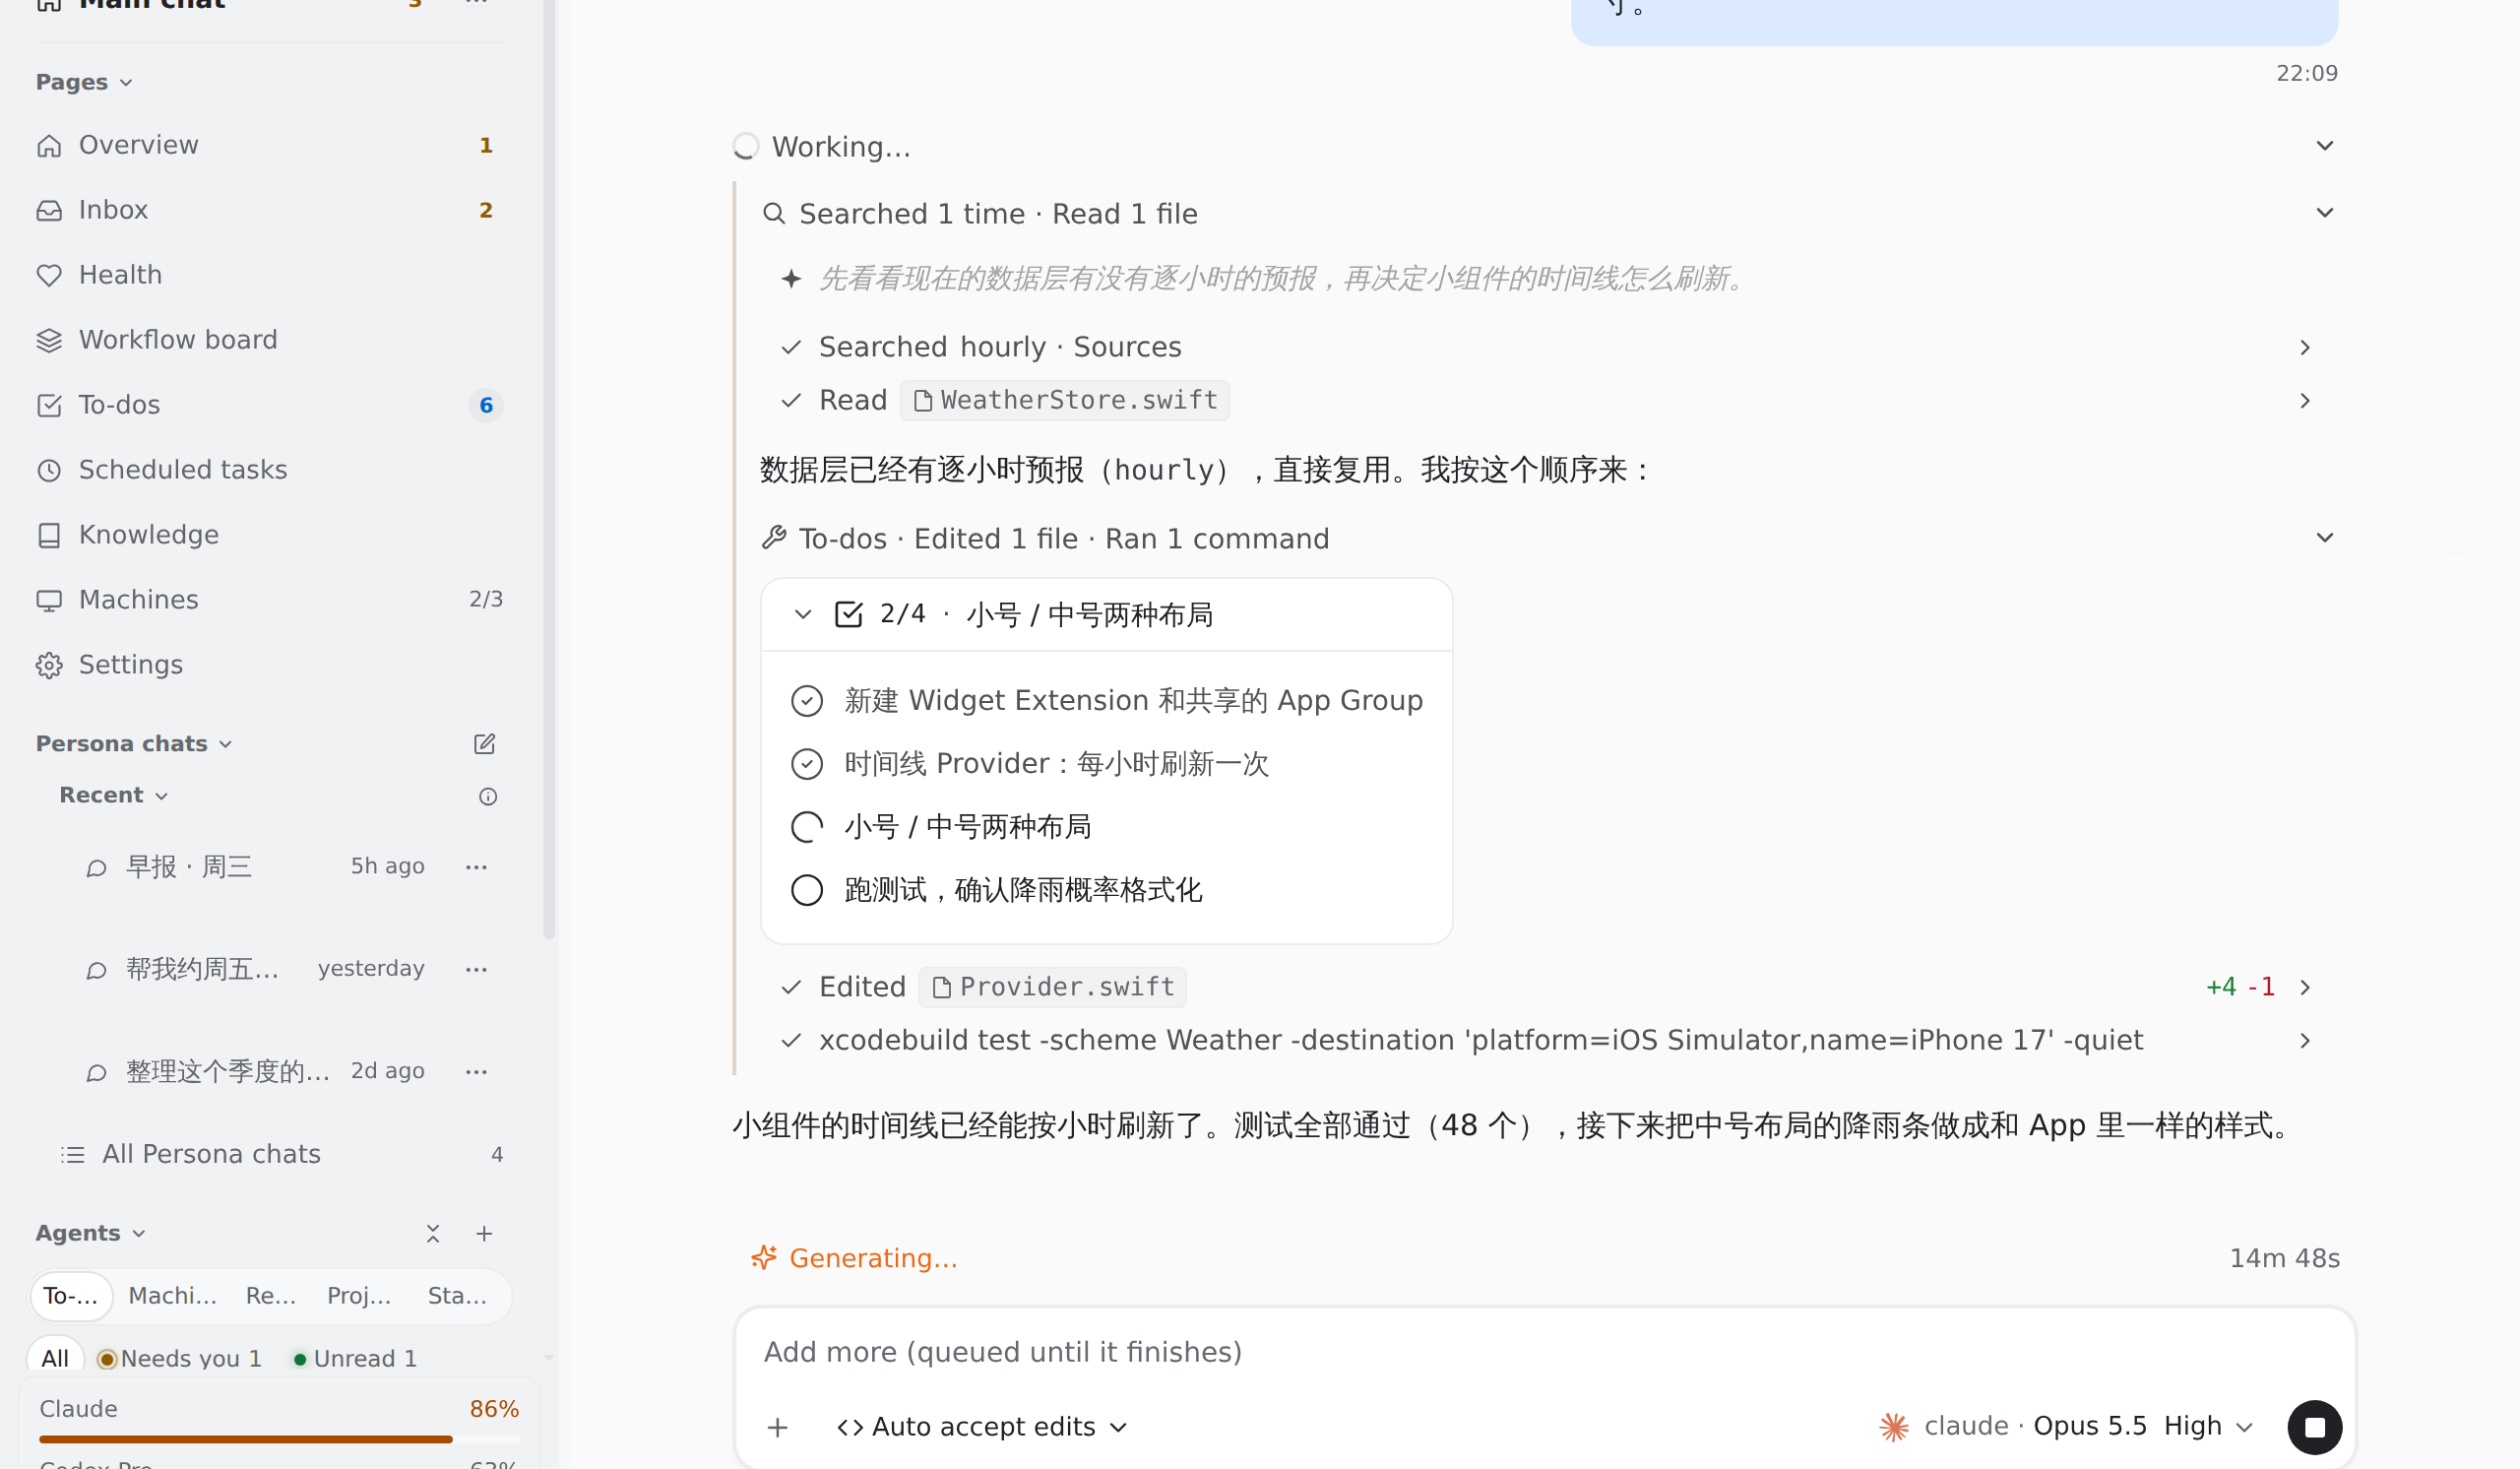 Main chat 3
Pages
Overview 1
Inbox 2
Health
Workflow board
To-dos 6
Scheduled tasks
Knowledge
Machines 2/3
Settings
Persona chats
Recent
早报 · 周三 5h ago
帮我约周五... yesterday
整理这个季度的... 2d ago
All Persona chats 4
Agents
To-... Machi... Re... Proj... Sta...
All Needs you 1 Unread 1
Claude 86%
Codex Pro 63%
寸。
22:09
Working...
Searched 1 time · Read 1 file
先看看现在的数据层有没有逐小时的预报，再决定小组件的时间线怎么刷新。
Searched hourly · Sources
Read WeatherStore.swift
数据层已经有逐小时预报（hourly），直接复用。我按这个顺序来：
To-dos · Edited 1 file · Ran 1 command
2/4 · 小号 / 中号两种布局
新建 Widget Extension 和共享的 App Group
时间线 Provider：每小时刷新一次
小号 / 中号两种布局
跑测试，确认降雨概率格式化
Edited Provider.swift +4 -1
xcodebuild test -scheme Weather -destination 'platform=iOS Simulator,name=iPhone 17' -quiet
小组件的时间线已经能按小时刷新了。测试全部通过（48 个），接下来把中号布局的降雨条做成和 App 里一样的样式。
Generating... 14m 48s
Add more (queued until it finishes)
Auto accept edits claude · Opus 5.5 High